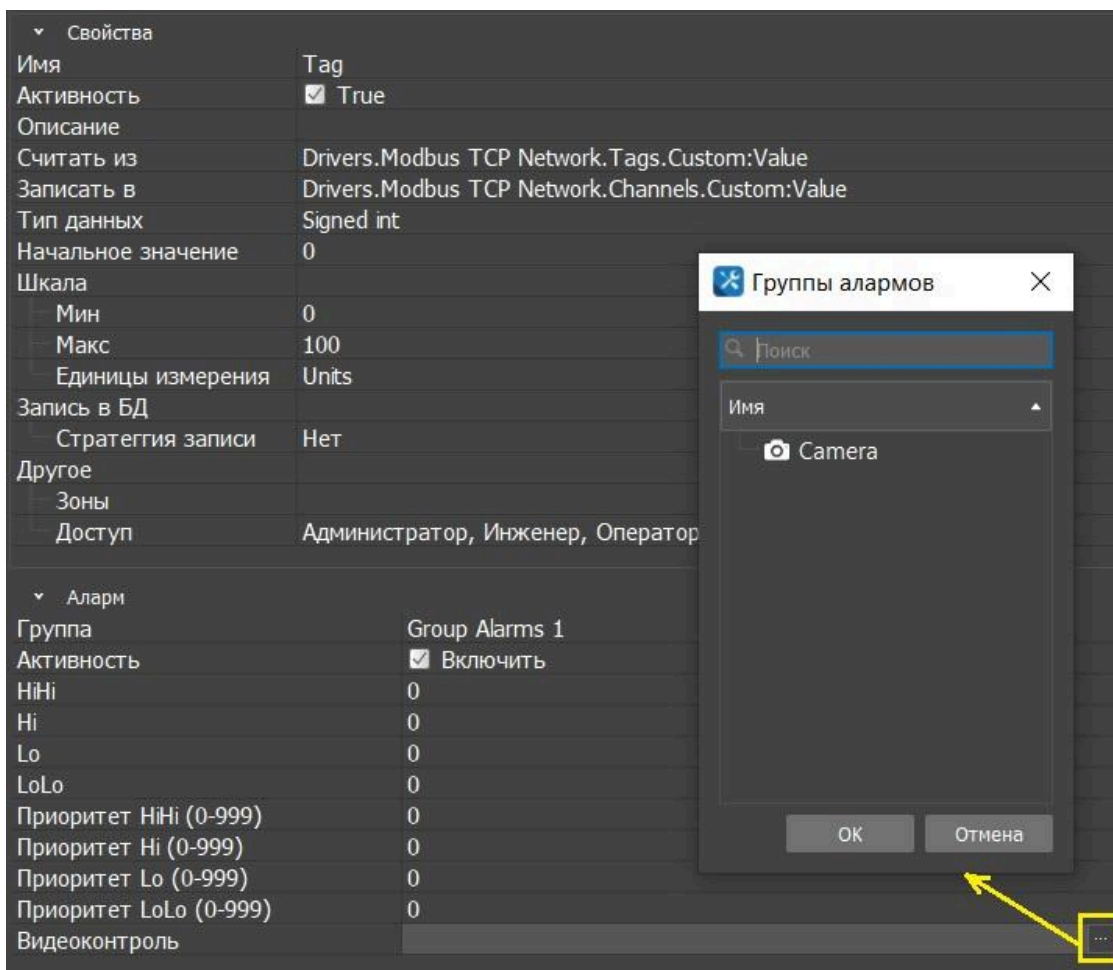 Свойства
Имя Tag
Активность True
Описание
Считать из Drivers.Modbus TCP Network.Tags.Custom:Value
Записать в Drivers.Modbus TCP Network.Channels.Custom:Value
Тип данных Signed int
Начальное значение 0
Шкала
Мин 0
Макс 100
Единицы измерения Units
Запись в БД
Стратеггия записи Нет
Другое
Зоны
Доступ Администратор, Инженер, Оператор
Аларм
Группа Group Alarms 1
Активность Включить
HiHi 0
Hi 0
Lo 0
LoLo 0
Приоритет HiHi (0-999) 0
Приоритет Hi (0-999) 0
Приоритет Lo (0-999) 0
Приоритет LoLo (0-999) 0
Видеоконтроль ...
Группы алармов
Поиск
Имя
Camera
OK Отмена